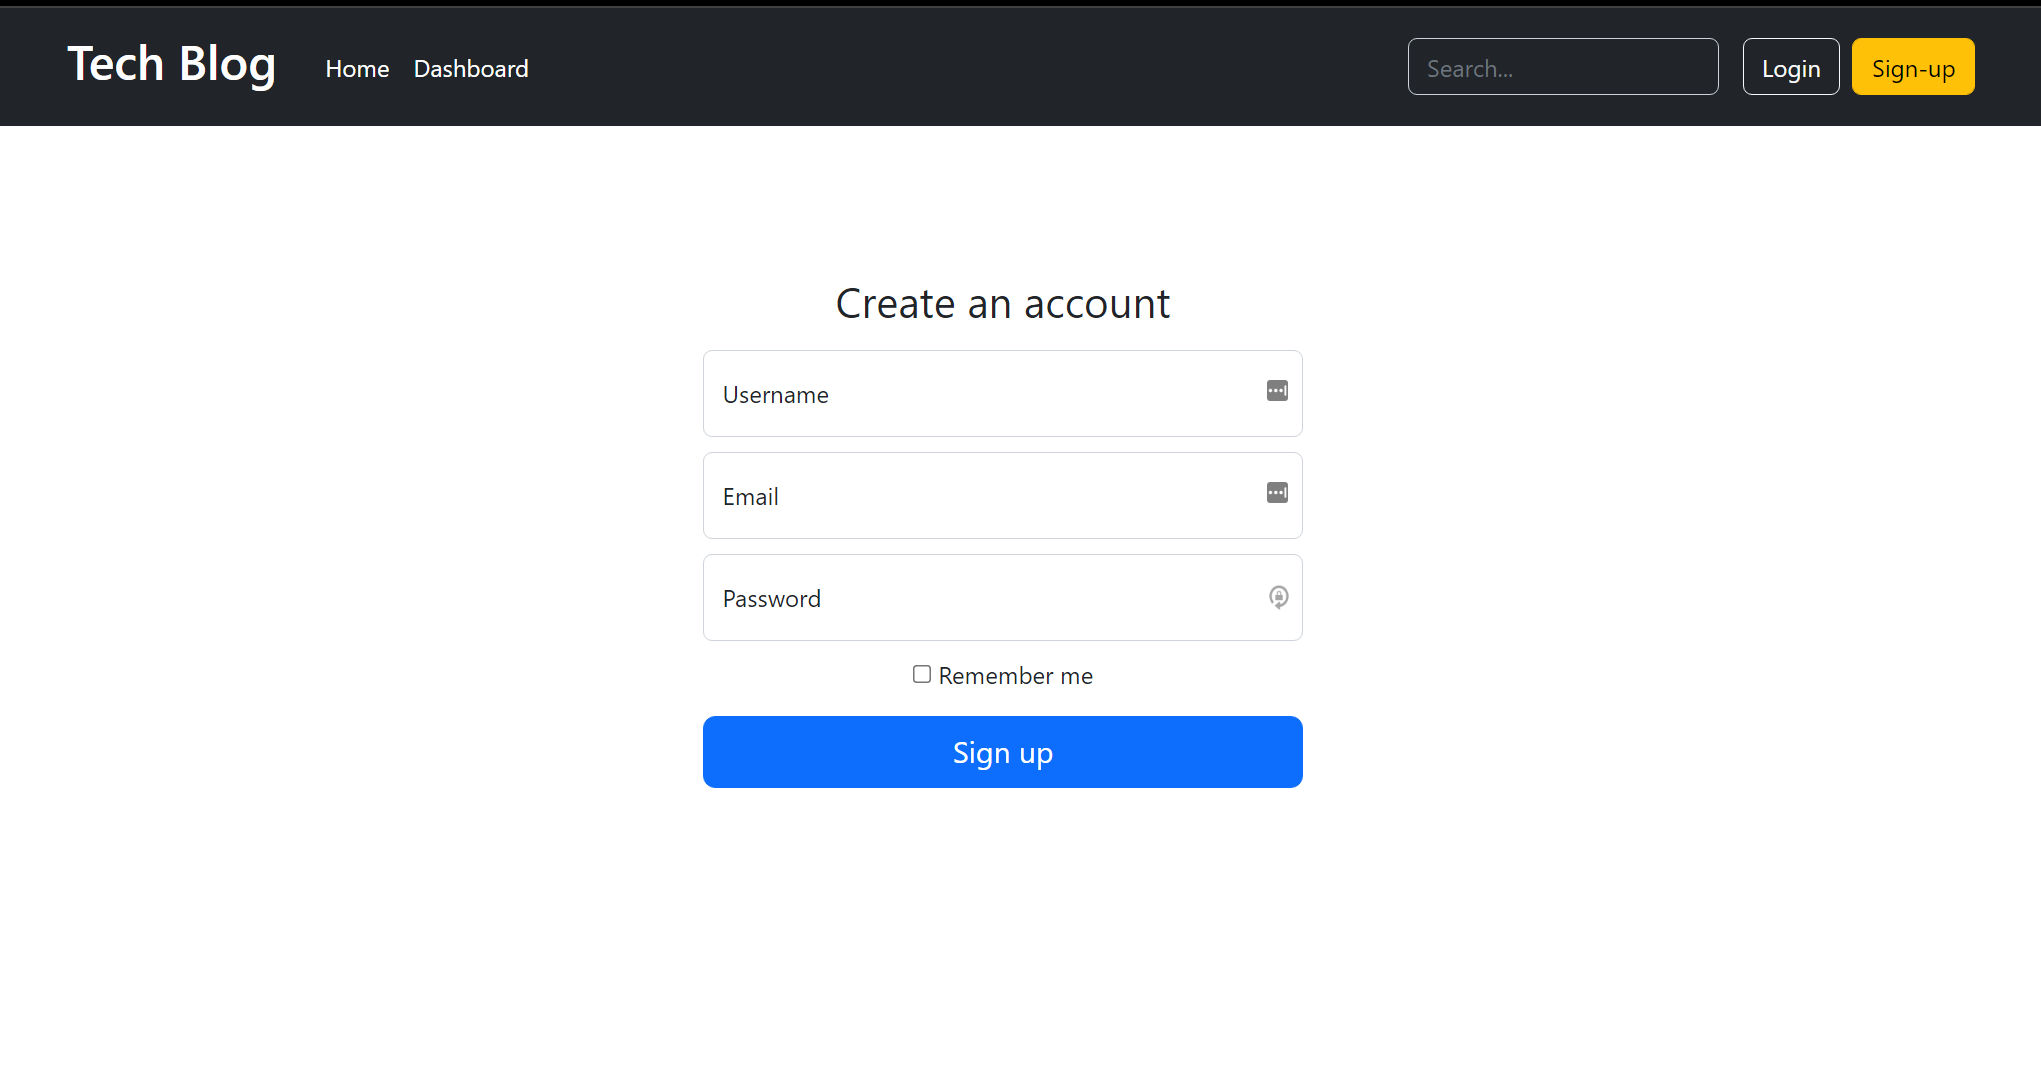 Tech Blog Home Dashboard Search... Login Sign-up
Create an account
Username
Email
Password
Remember me
Sign up